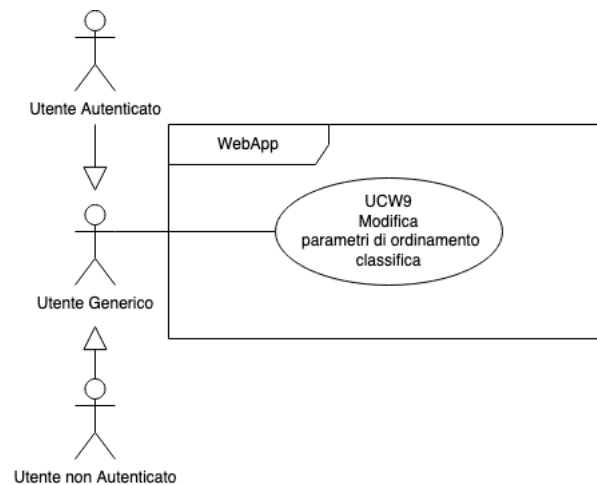 Utente Autenticato
WebApp
UCW9
Modifica
parametri di ordinamento
classifica
Utente Generico
Utente non Autenticato